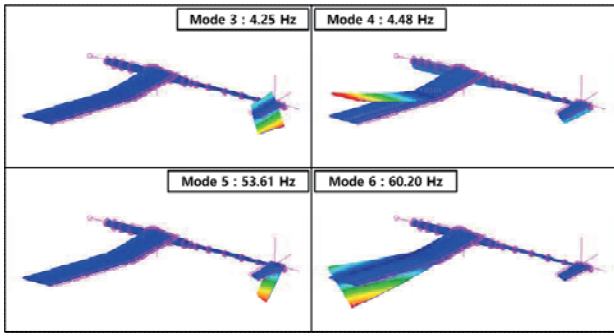 Mode 3 : 4.25 Hz
Mode 4 : 4.48 Hz
Mode 5 : 53.61 Hz
Mode 6 : 60.20 Hz